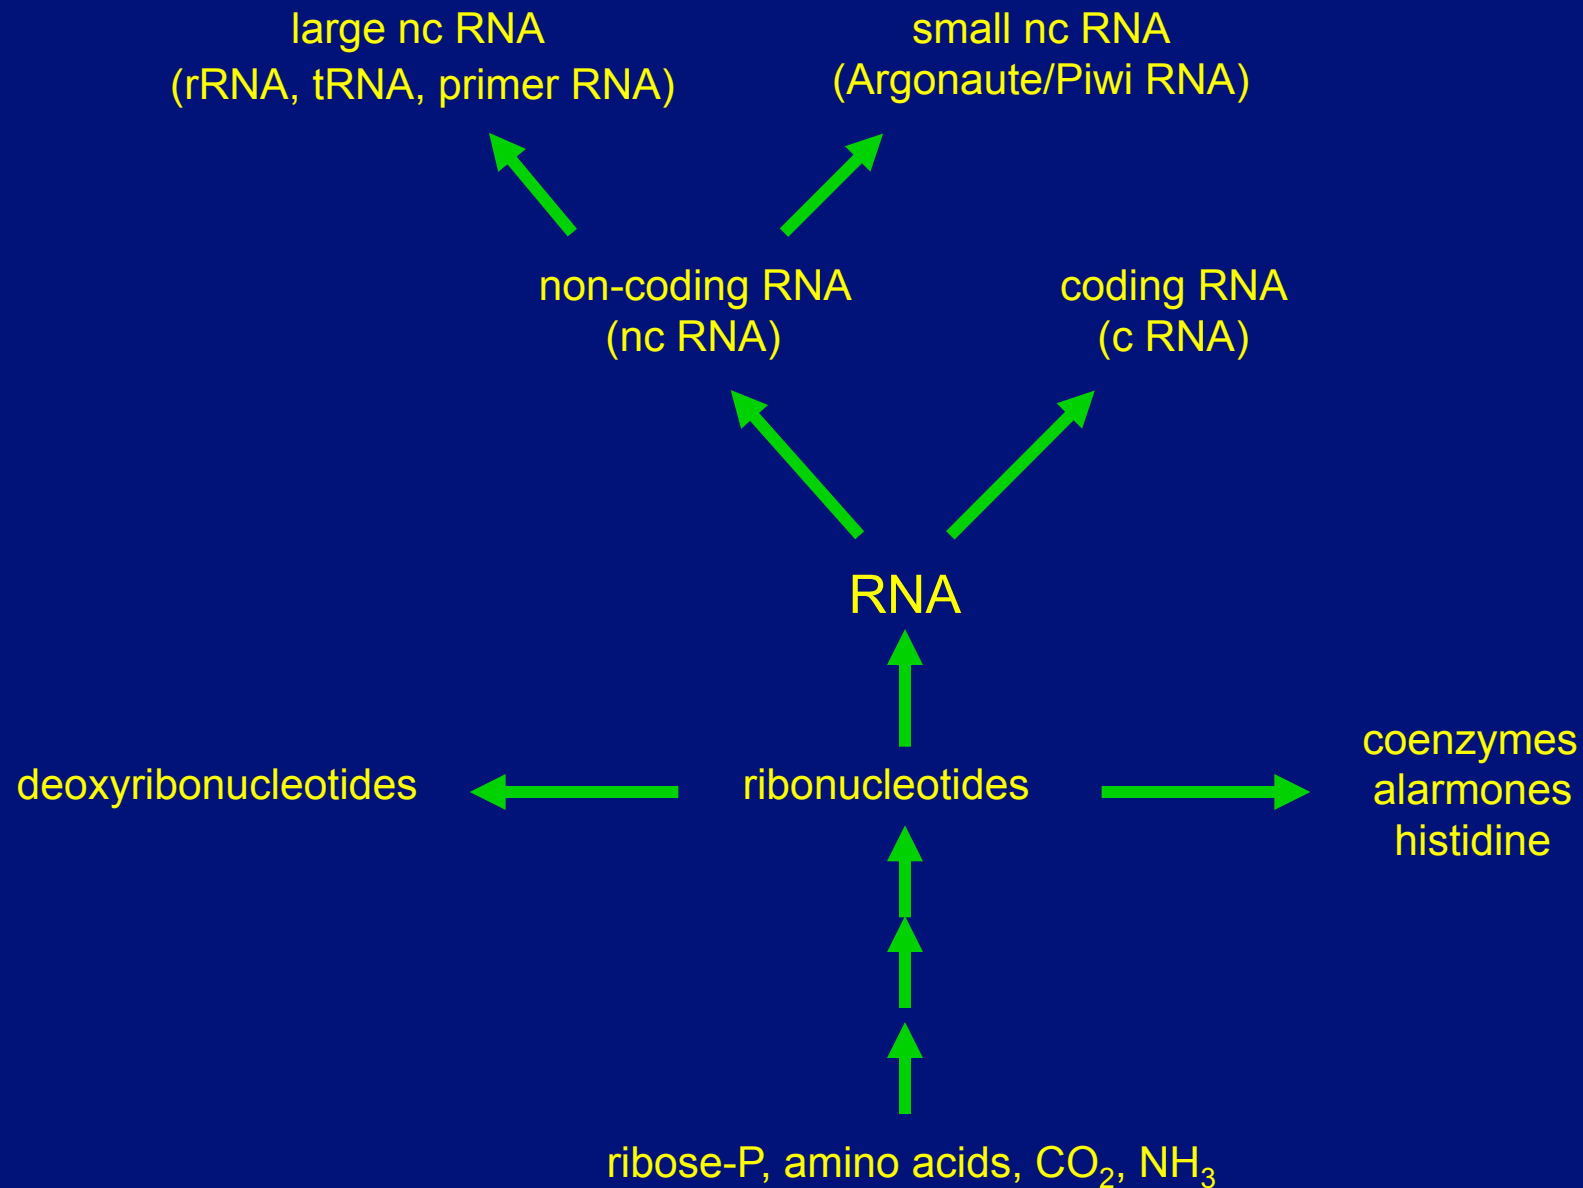 large nc RNA
(rRNA, tRNA, primer RNA)
small nc RNA
(Argonaute/Piwi RNA)
non-coding RNA
(nc RNA)
coding RNA
(c RNA)
RNA
deoxyribonucleotides
ribonucleotides
coenzymes
alarmones
histidine
ribose-P, amino acids, CO₂, NH₃